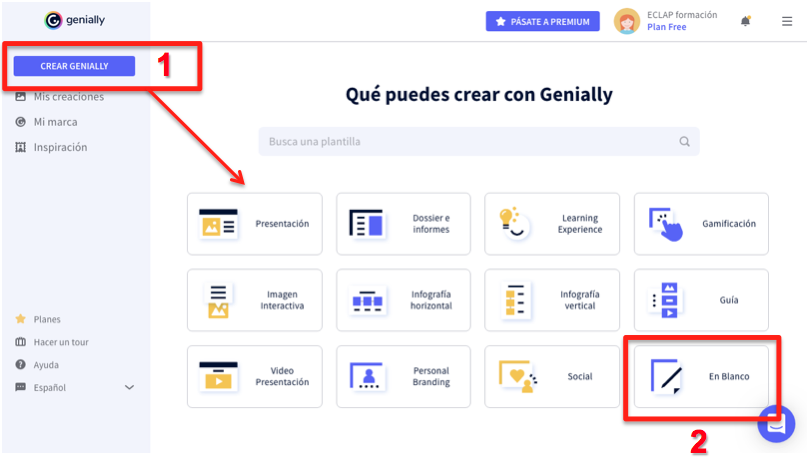 genially
PÁSATE A PREMIUM
ECLAP formación
Plan Free
CREAR GENIALLY
1
Mis creaciones
Mi marca
Inspiración
Qué puedes crear con Genially
Busca una plantilla
Presentación
Dossier e
informes
Learning
Experience
Gamificación
Imagen
Interactiva
Infografía
horizontal
Infografía
vertical
Guía
Video
Presentación
Personal
Branding
Social
En Blanco
Planes
Hacer un tour
Ayuda
Español
2